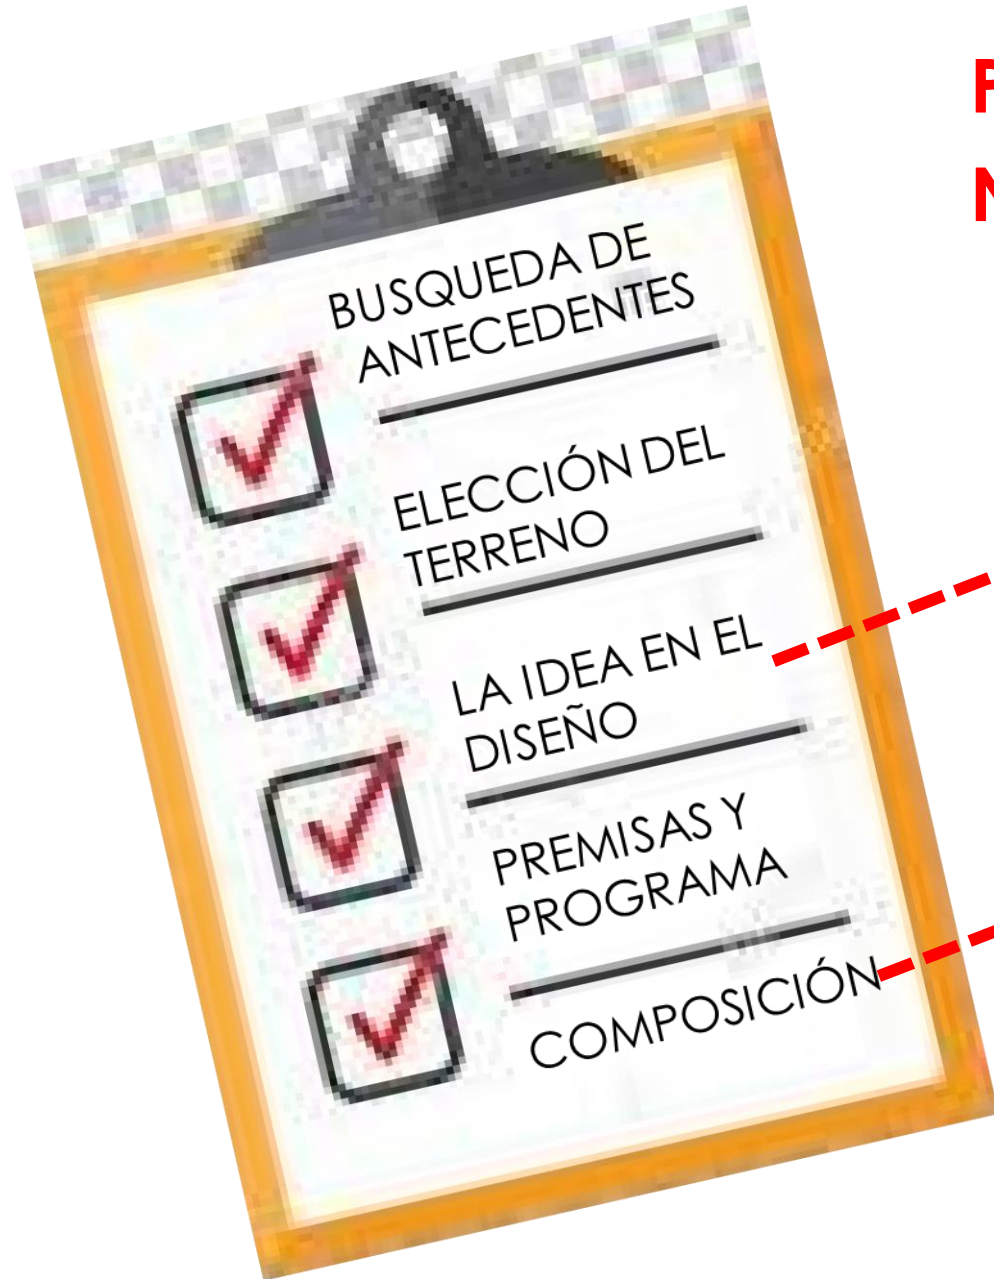 BUSQUEDA DE
ANTECEDENTES
ELECCIÓN DEL
TERRENO
LA IDEA EN EL
DISEÑO
PREMISAS Y
PROGRAMA
COMPOSICIÓN